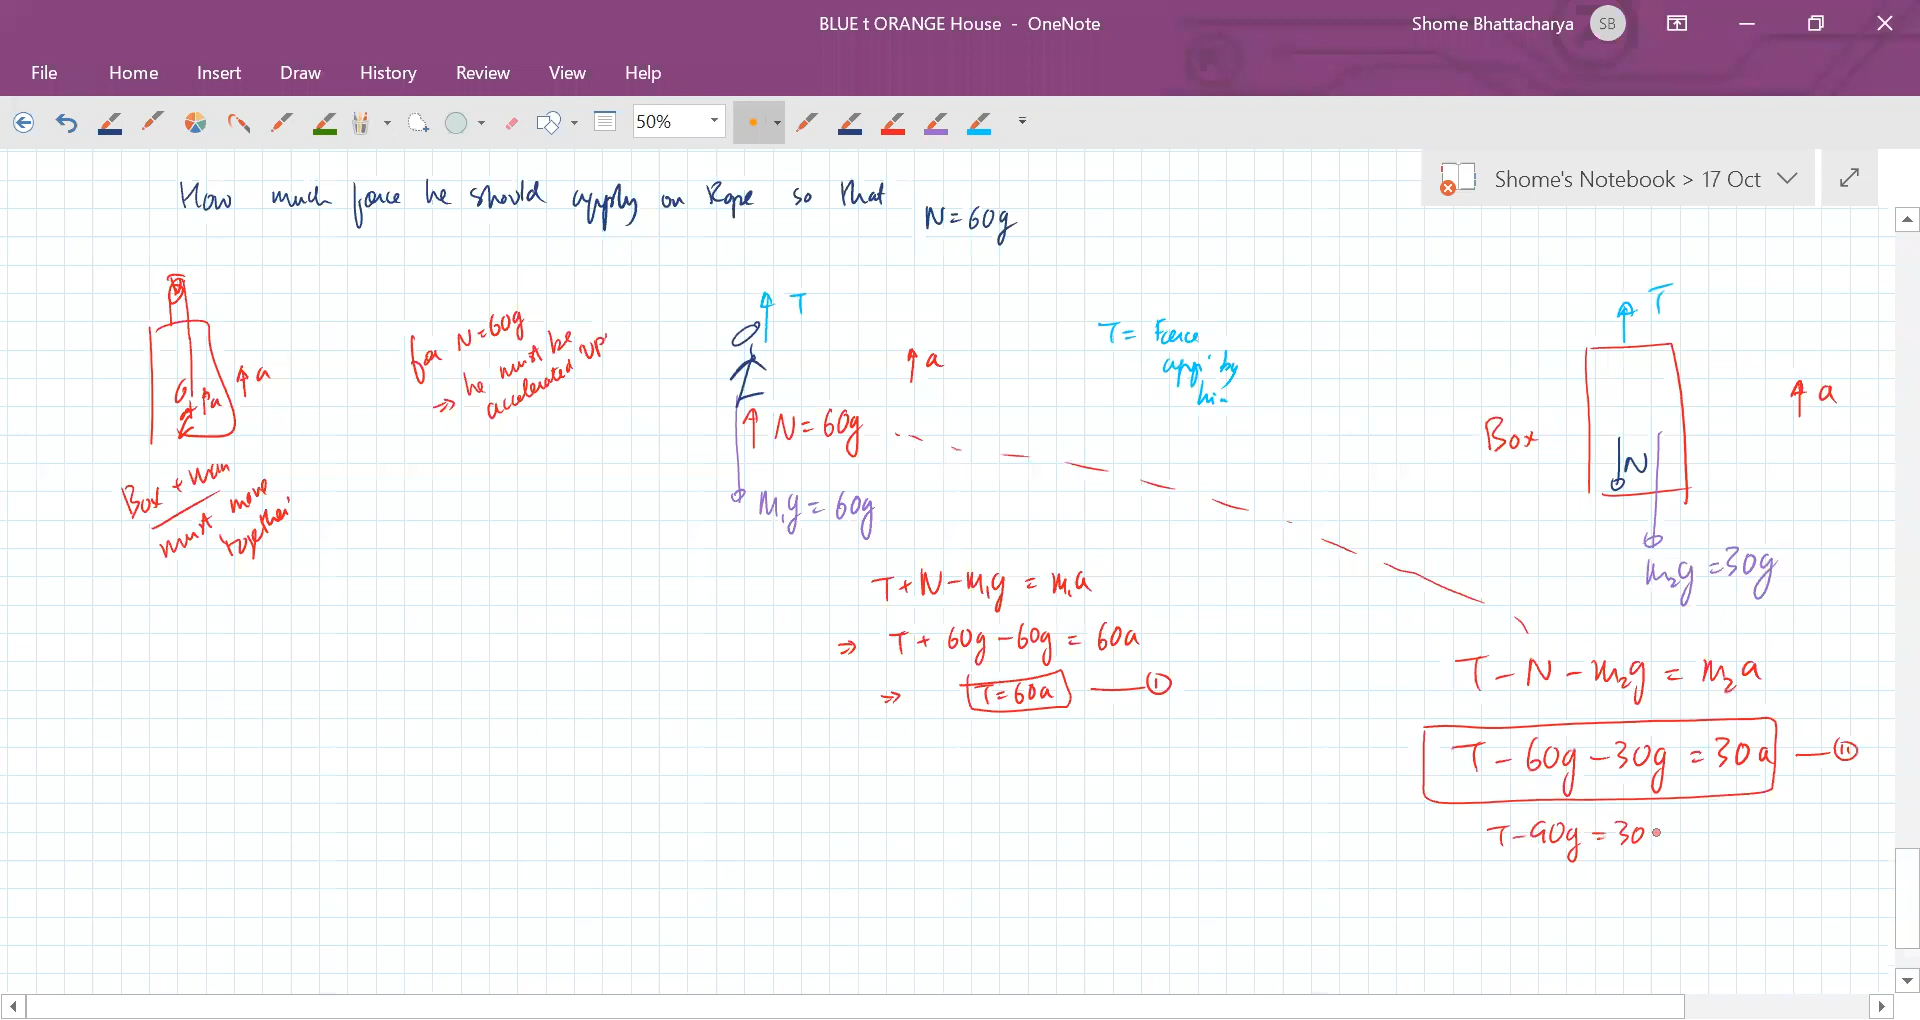 BLUE t ORANGE House - OneNote
Shome Bhattacharya
SB
File Home Insert Draw History Review View Help
50%
Shome's Notebook > 17 Oct
How much force he should apply on Rope so that
N = 60g
a
Box + man
must move
together
for N = 60g
⇒ he must be
accelerated up
T
a
N = 60g
m₁g = 60g
T = Force
app. by
him
T + N - m₁g = m₁a
⇒ T + 60g - 60g = 60a
⇒ T = 60a — ①
T
Box
N
a
m₂g = 30g
T - N - m₂g = m₂a
T - 60g - 30g = 30a — ⑪
T - 90g = 30